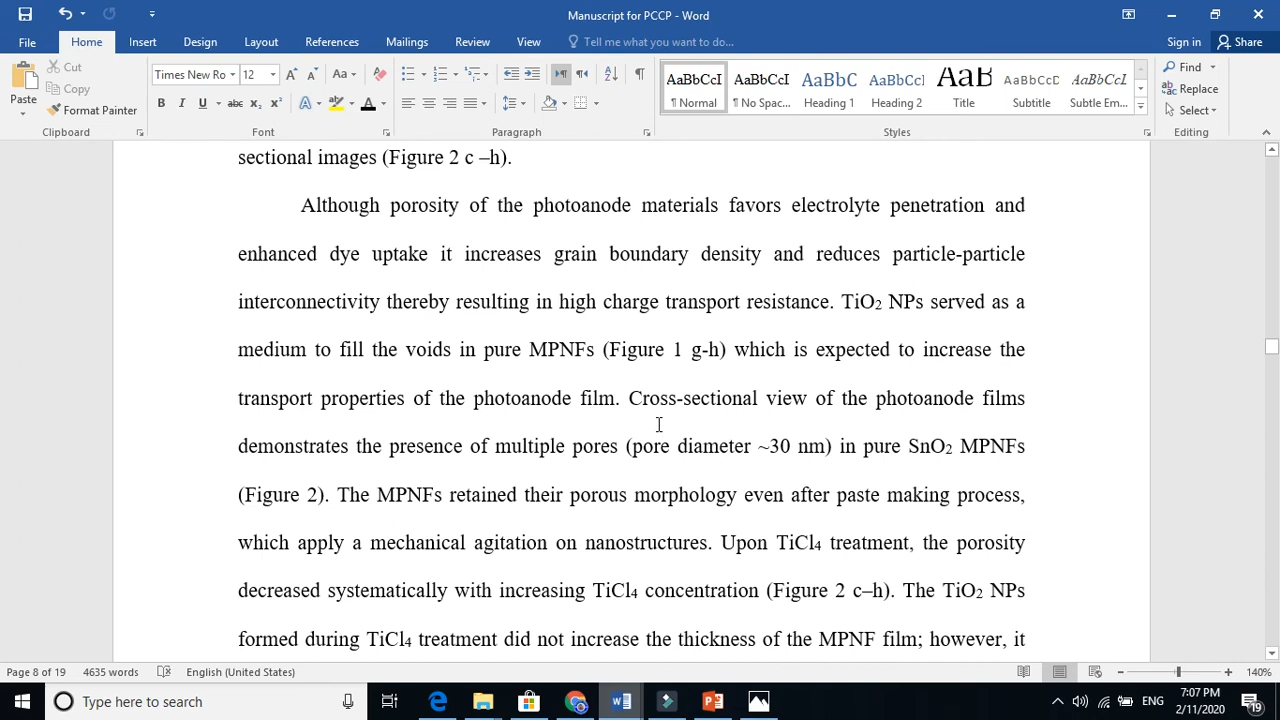 Manuscript for PCCP - Word
File Home Insert Design Layout References Mailings Review View Tell me what you want to do... Sign in Share
Paste Cut Copy Format Painter Clipboard
Times New Ro 12 Aa Font
B I U abc x₂ x² A A
Paragraph
AaBbCcI AaBbCcI AaBbC AaBbCcI AaB AaBbCcD AaBbCcI
¶ Normal ¶ No Spac... Heading 1 Heading 2 Title Subtitle Subtle Em...
Styles
Find Replace Select Editing
sectional images (Figure 2 c –h).
Although porosity of the photoanode materials favors electrolyte penetration and
enhanced dye uptake it increases grain boundary density and reduces particle-particle
interconnectivity thereby resulting in high charge transport resistance. TiO₂ NPs served as a
medium to fill the voids in pure MPNFs (Figure 1 g-h) which is expected to increase the
transport properties of the photoanode film. Cross-sectional view of the photoanode films
demonstrates the presence of multiple pores (pore diameter ~30 nm) in pure SnO₂ MPNFs
(Figure 2). The MPNFs retained their porous morphology even after paste making process,
which apply a mechanical agitation on nanostructures. Upon TiCl₄ treatment, the porosity
decreased systematically with increasing TiCl₄ concentration (Figure 2 c–h). The TiO₂ NPs
formed during TiCl₄ treatment did not increase the thickness of the MPNF film; however, it
Page 8 of 19 4635 words English (United States) 140%
Type here to search ENG 7:07 PM
2/11/2020 19